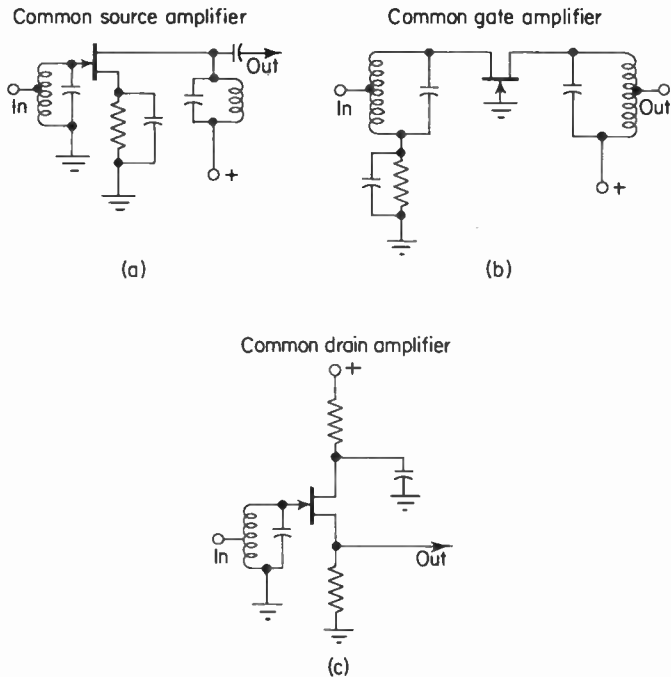 Common source amplifier
In
Out
+
(a)
Common gate amplifier
In
Out
+
(b)
Common drain amplifier
+
In
Out
(c)